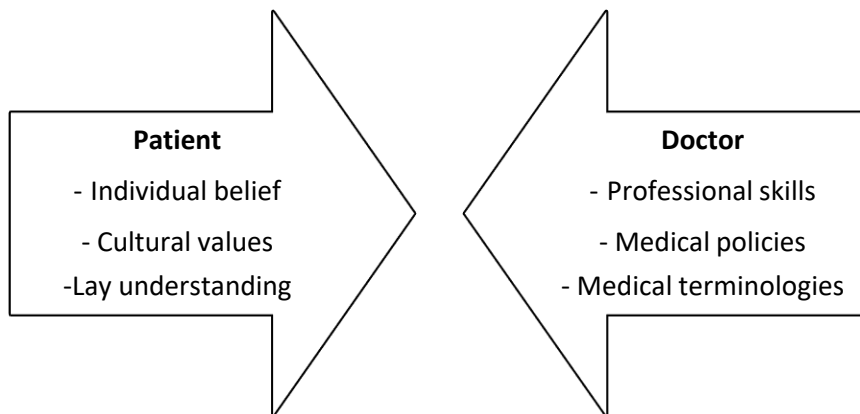 Patient
- Individual belief
- Cultural values
-Lay understanding
Doctor
- Professional skills
- Medical policies
- Medical terminologies